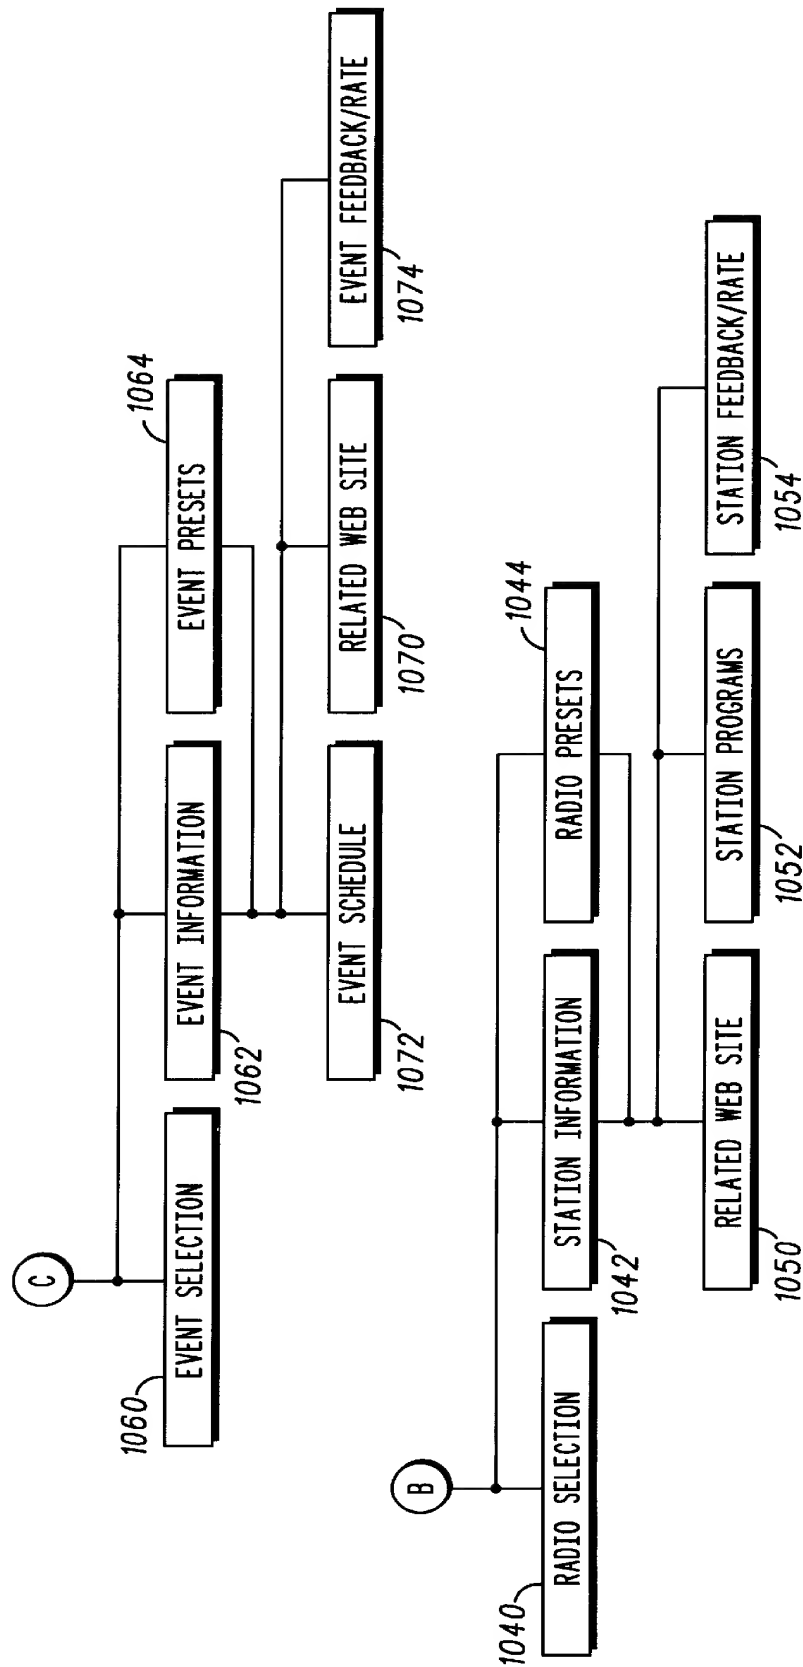 C
1060
EVENT SELECTION
1062
EVENT INFORMATION
1064
EVENT PRESETS
1072
EVENT SCHEDULE
1070
RELATED WEB SITE
1074
EVENT FEEDBACK/RATE
B
1040
RADIO SELECTION
1042
STATION INFORMATION
1044
RADIO PRESETS
1050
RELATED WEB SITE
1052
STATION PROGRAMS
1054
STATION FEEDBACK/RATE